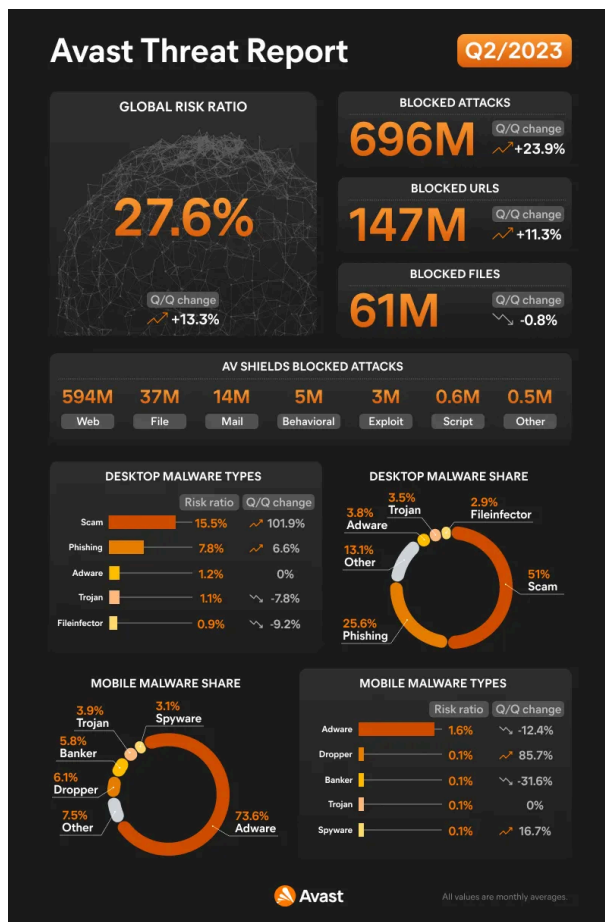 Avast Threat Report
Q2/2023
GLOBAL RISK RATIO
27.6%
Q/Q change
+13.3%
BLOCKED ATTACKS
696M
Q/Q change
+23.9%
BLOCKED URLS
147M
Q/Q change
+11.3%
BLOCKED FILES
61M
Q/Q change
-0.8%
AV SHIELDS BLOCKED ATTACKS
594M 37M 14M 5M 3M 0.6M 0.5M
Web File Mail Behavioral Exploit Script Other
DESKTOP MALWARE TYPES
Risk ratio Q/Q change
Scam 15.5% 101.9%
Phishing 7.8% 6.6%
Adware 1.2% 0%
Trojan 1.1% -7.8%
Fileinfector 0.9% -9.2%
DESKTOP MALWARE SHARE
3.5%
Trojan
2.9%
Fileinfector
3.8%
Adware
13.1%
Other
51%
Scam
25.6%
Phishing
MOBILE MALWARE SHARE
3.1%
Spyware
3.9%
Trojan
5.8%
Banker
6.1%
Dropper
7.5%
Other
73.6%
Adware
MOBILE MALWARE TYPES
Risk ratio Q/Q change
Adware 1.6% -12.4%
Dropper 0.1% 85.7%
Banker 0.1% -31.6%
Trojan 0.1% 0%
Spyware 0.1% 16.7%
Avast
All values are monthly averages.